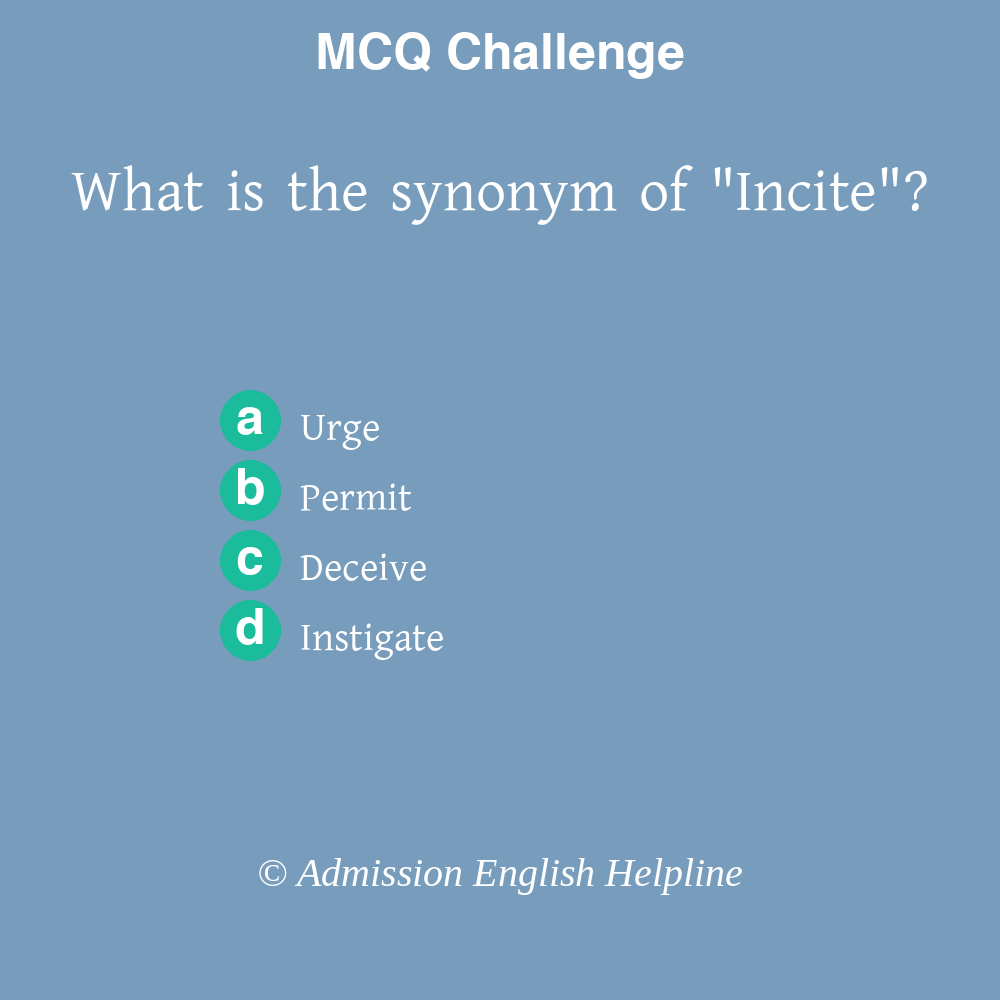 MCQ Challenge
What is the synonym of "Incite"?
a Urge
b Permit
c Deceive
d Instigate
© Admission English Helpline